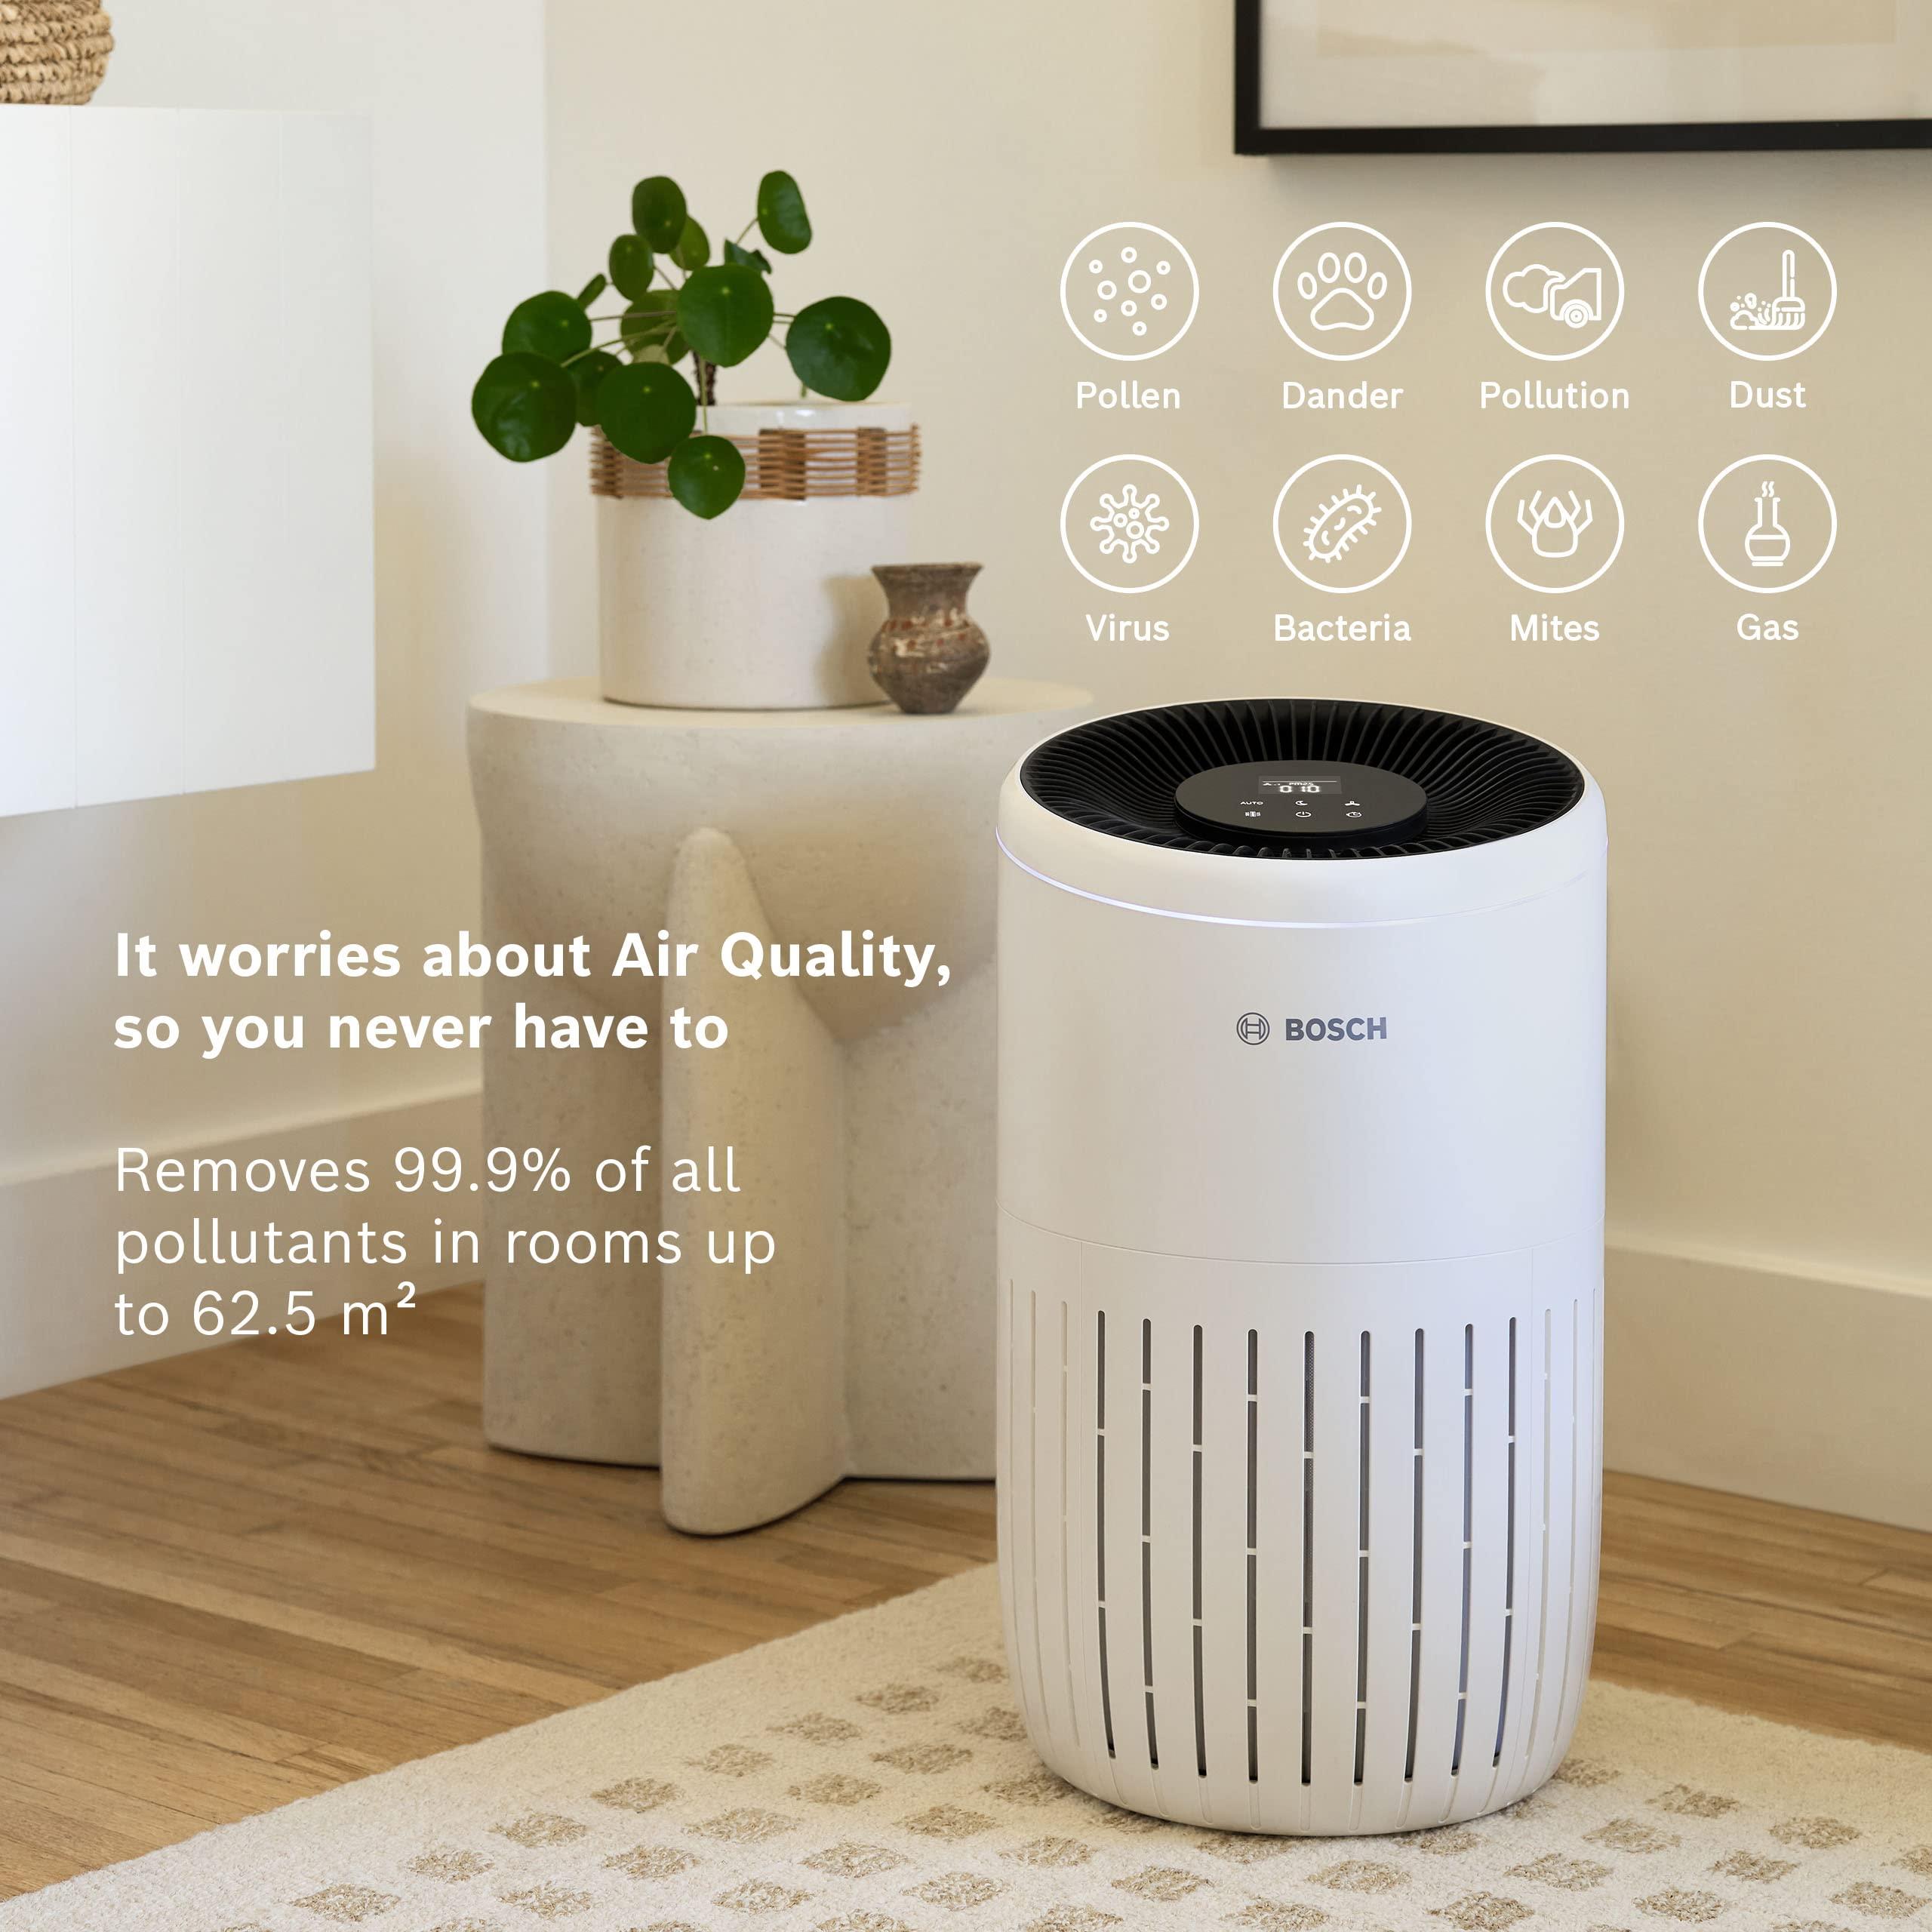 Pollen Dander Pollution Dust
Virus Bacteria Mites Gas
010
AUTO
BOSCH
It worries about Air Quality,
so you never have to
Removes 99.9% of all
pollutants in rooms up
to 62.5 m²